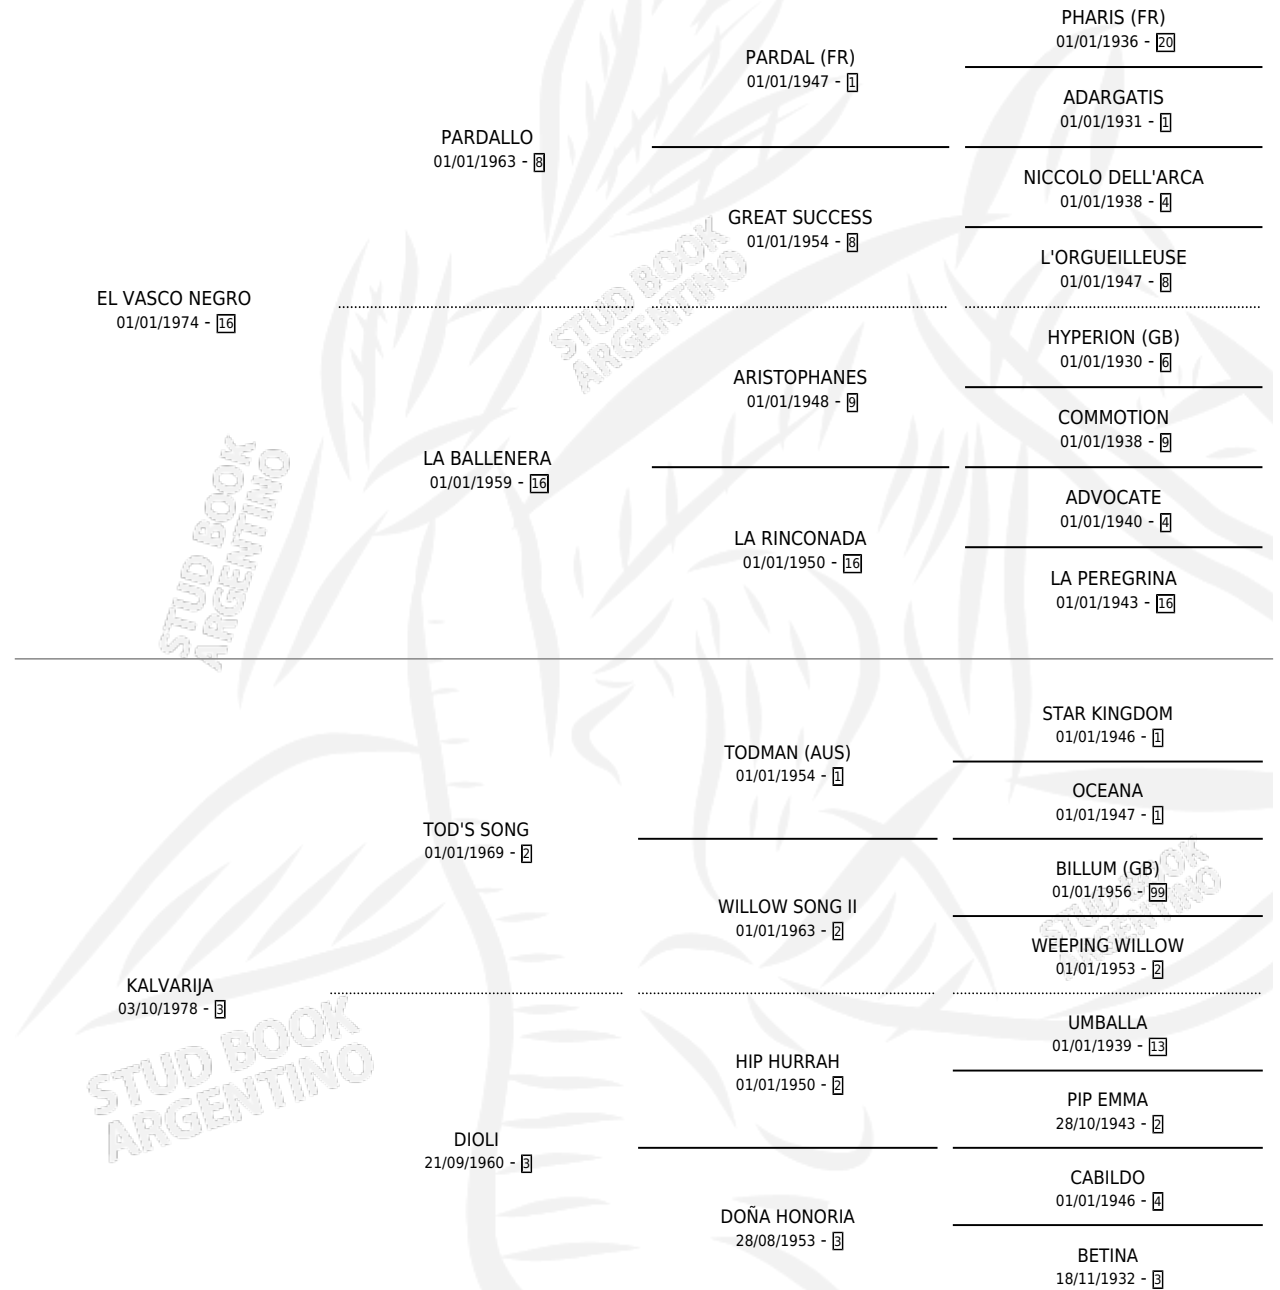 PHARIS (FR)
01/01/1936 - 20
PARDAL (FR)
01/01/1947 - 1
ADARGATIS
01/01/1931 - 1
PARDALLO
01/01/1963 - 8
NICCOLO DELL'ARCA
01/01/1938 - 4
GREAT SUCCESS
01/01/1954 - 8
L'ORGUEILLEUSE
01/01/1947 - 8
EL VASCO NEGRO
01/01/1974 - 16
HYPERION (GB)
01/01/1930 - 6
ARISTOPHANES
01/01/1948 - 9
COMMOTION
01/01/1938 - 9
LA BALLENERA
01/01/1959 - 16
ADVOCATE
01/01/1940 - 4
LA RINCONADA
01/01/1950 - 16
LA PEREGRINA
01/01/1943 - 16
STAR KINGDOM
01/01/1946 - 1
TODMAN (AUS)
01/01/1954 - 1
OCEANA
01/01/1947 - 1
TOD'S SONG
01/01/1969 - 2
BILLUM (GB)
01/01/1956 - 99
WILLOW SONG II
01/01/1963 - 2
WEEPING WILLOW
01/01/1953 - 2
KALVARIJA
03/10/1978 - 3
UMBALLA
01/01/1939 - 13
HIP HURRAH
01/01/1950 - 2
PIP EMMA
28/10/1943 - 2
DIOLI
21/09/1960 - 3
CABILDO
01/01/1946 - 4
DOÑA HONORIA
28/08/1953 - 3
BETINA
18/11/1932 - 3
STUD BOOK
ARGENTINO
STUD BOOK
ARGENTINO
STUD BOOK
ARGENTINO
STUD BOOK
ARGENTINO